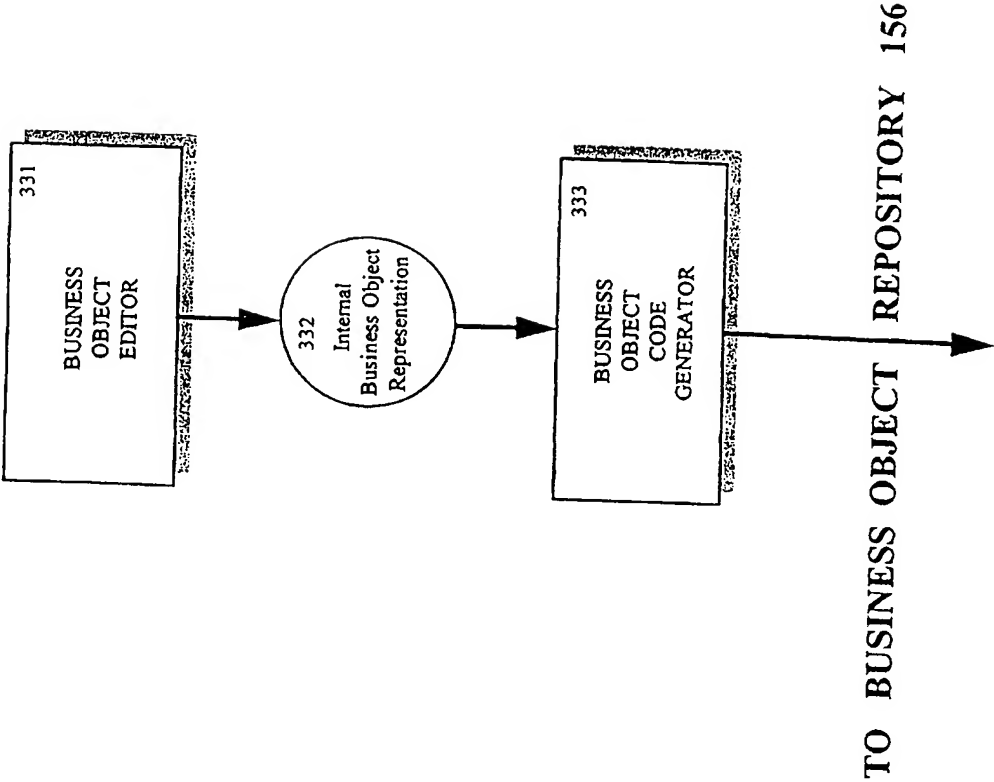 331
BUSINESS
OBJECT
EDITOR
332
Internal
Business Object
Representation
333
BUSINESS
OBJECT
CODE
GENERATOR
TO BUSINESS OBJECT REPOSITORY 156